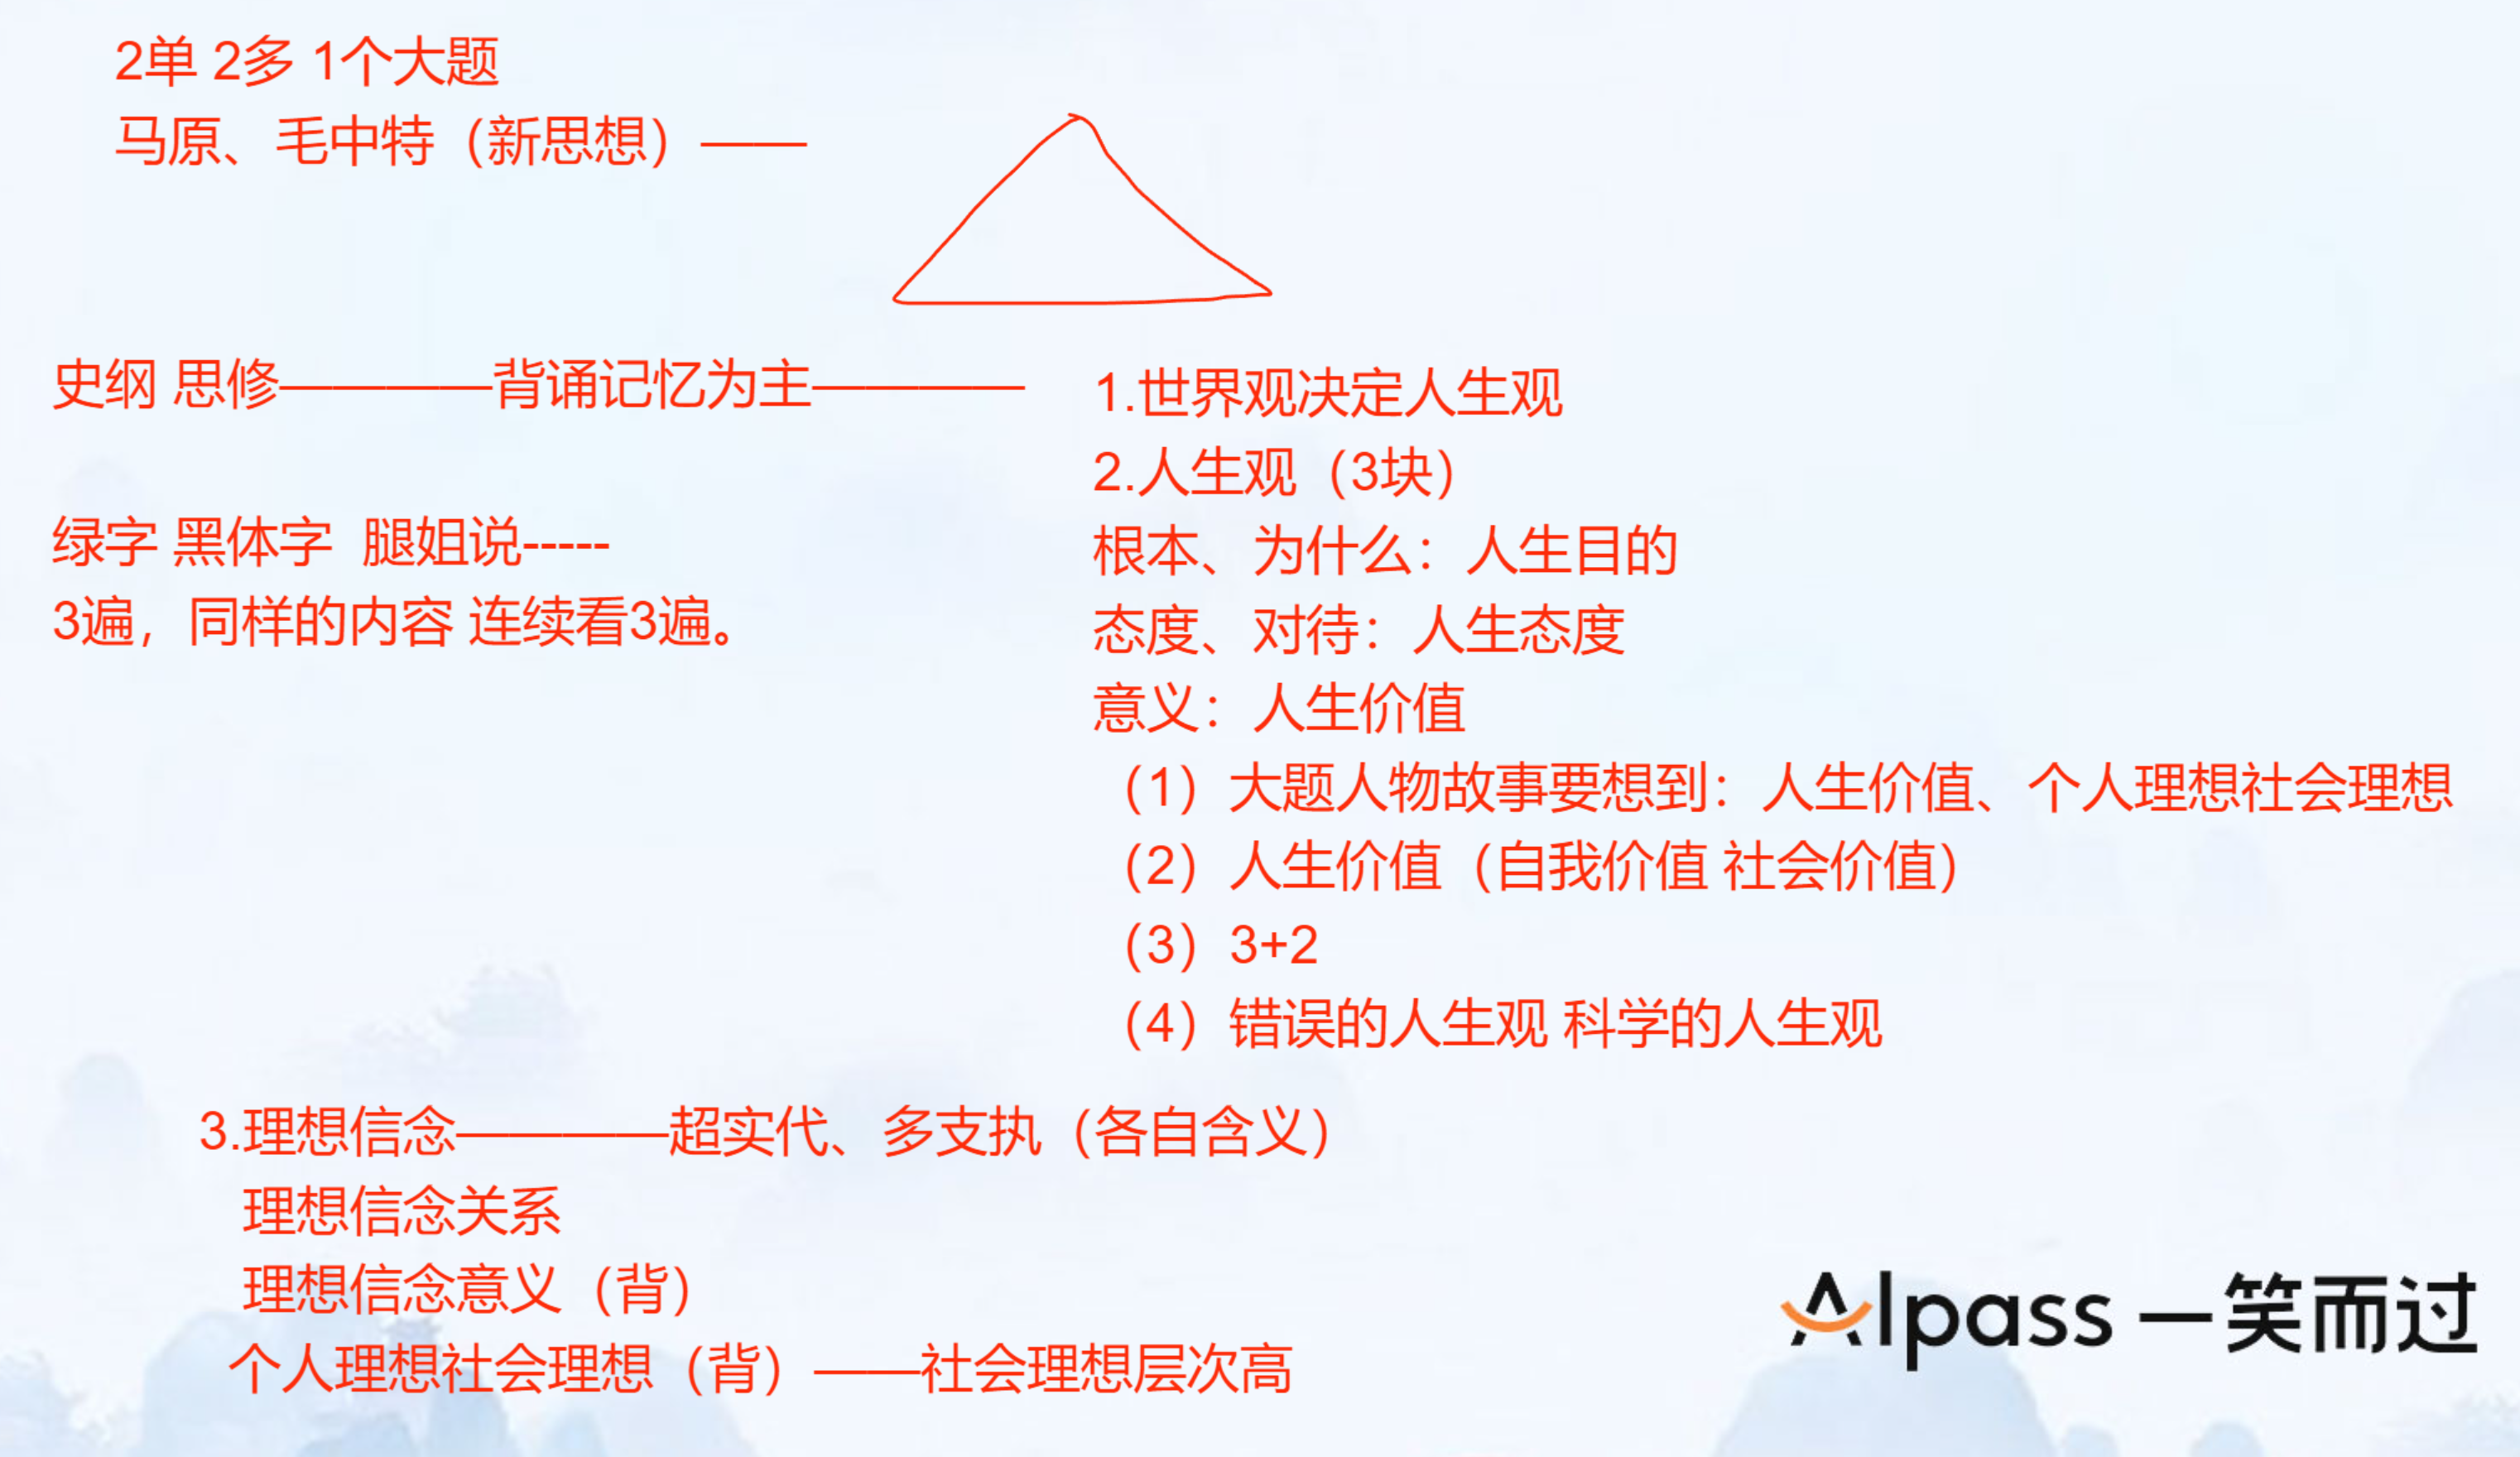 2单 2多 1个大题
马原、毛中特（新思想）——
史纲 思修————背诵记忆为主————
绿字 黑体字  腿姐说-----
3遍，同样的内容 连续看3遍。
1.世界观决定人生观
2.人生观（3块）
根本、为什么：人生目的
态度、对待：人生态度
意义：人生价值
（1）大题人物故事要想到：人生价值、个人理想社会理想
（2）人生价值（自我价值 社会价值）
（3）3+2
（4）错误的人生观 科学的人生观
3.理想信念————超实代、多支执（各自含义）
理想信念关系
理想信念意义（背）
个人理想社会理想（背）——社会理想层次高
AIpass 一笑而过